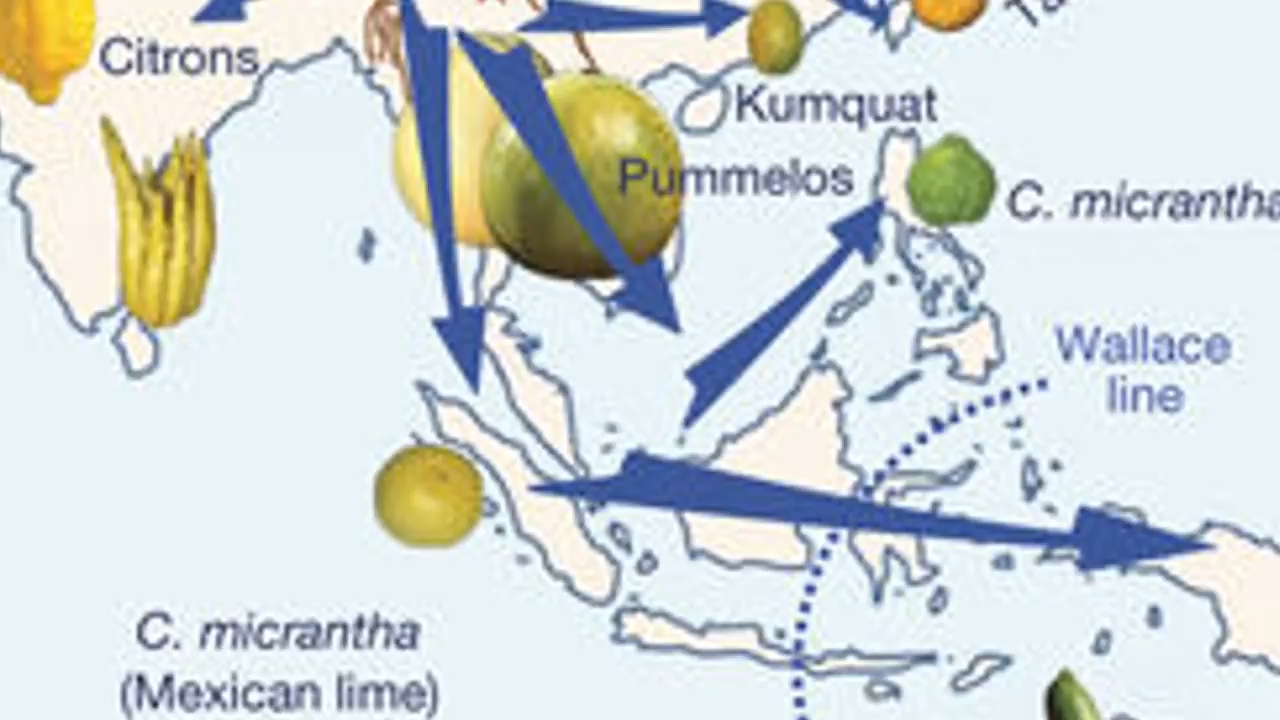 Citrons
Kumquat
Pummelos
C. micrantha
Wallace
line
C. micrantha
(Mexican lime)